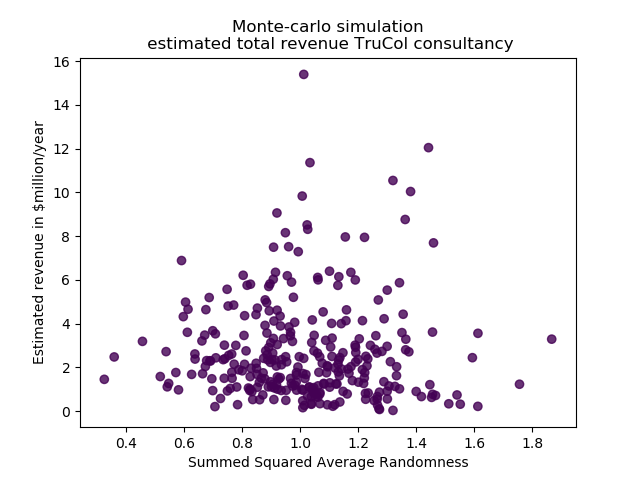 Monte-carlo simulation
estimated total revenue TruCol consultancy
Estimated revenue in $million/year
16
14
12
10
8
6
4
2
0
0.4 0.6 0.8 1.0 1.2 1.4 1.6 1.8
Summed Squared Average Randomness